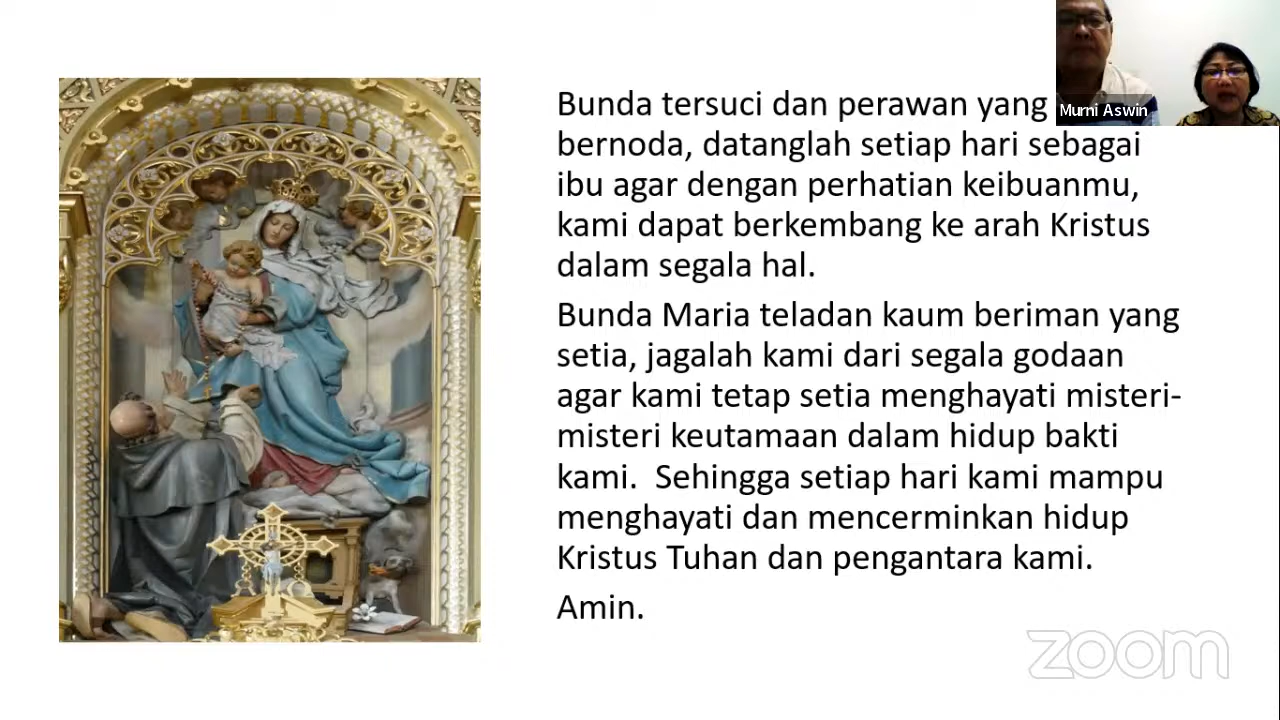 Bunda tersuci dan perawan yang
bernoda, datanglah setiap hari sebagai
ibu agar dengan perhatian keibuanmu,
kami dapat berkembang ke arah Kristus
dalam segala hal.
Bunda Maria teladan kaum beriman yang
setia, jagalah kami dari segala godaan
agar kami tetap setia menghayati misteri-
misteri keutamaan dalam hidup bakti
kami.  Sehingga setiap hari kami mampu
menghayati dan mencerminkan hidup
Kristus Tuhan dan pengantara kami.
Amin.
Murni Aswin
zoom